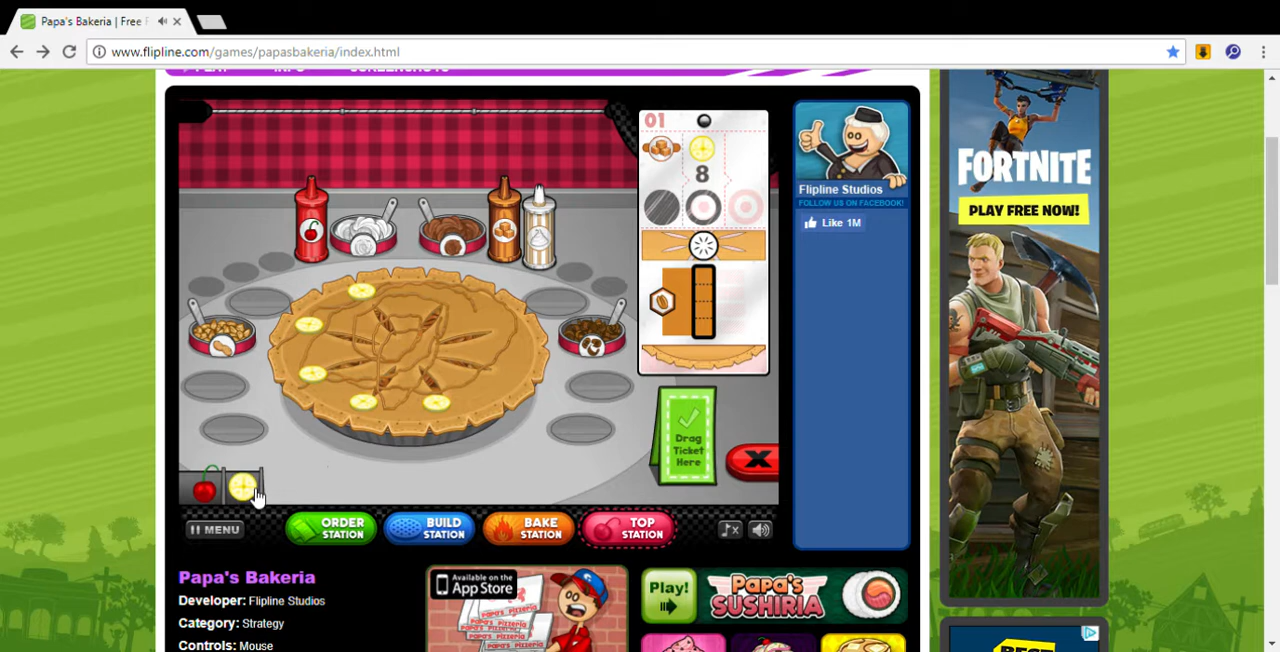 Papa's Bakeria | Free
www.flipline.com/games/papasbakeria/index.html
01
8
Drag
Ticket
Here
X
Flipline Studios
FOLLOW US ON FACEBOOK!
Like 1M
FORTNITE
PLAY FREE NOW!
MENU
ORDER
STATION
BUILD
STATION
BAKE
STATION
TOP
STATION
Papa's Bakeria
Developer: Flipline Studios
Category: Strategy
Controls: Mouse
Available on the
App Store
Play!
Papa's
SUSHIRIA